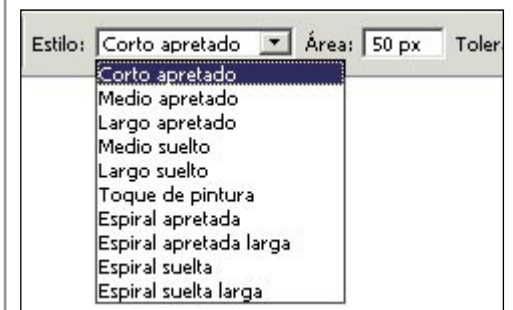 Estilo: Corto apretado Área: 50 px Toler
Corto apretado
Medio apretado
Largo apretado
Medio suelto
Largo suelto
Toque de pintura
Espiral apretada
Espiral apretada larga
Espiral suelta
Espiral suelta larga